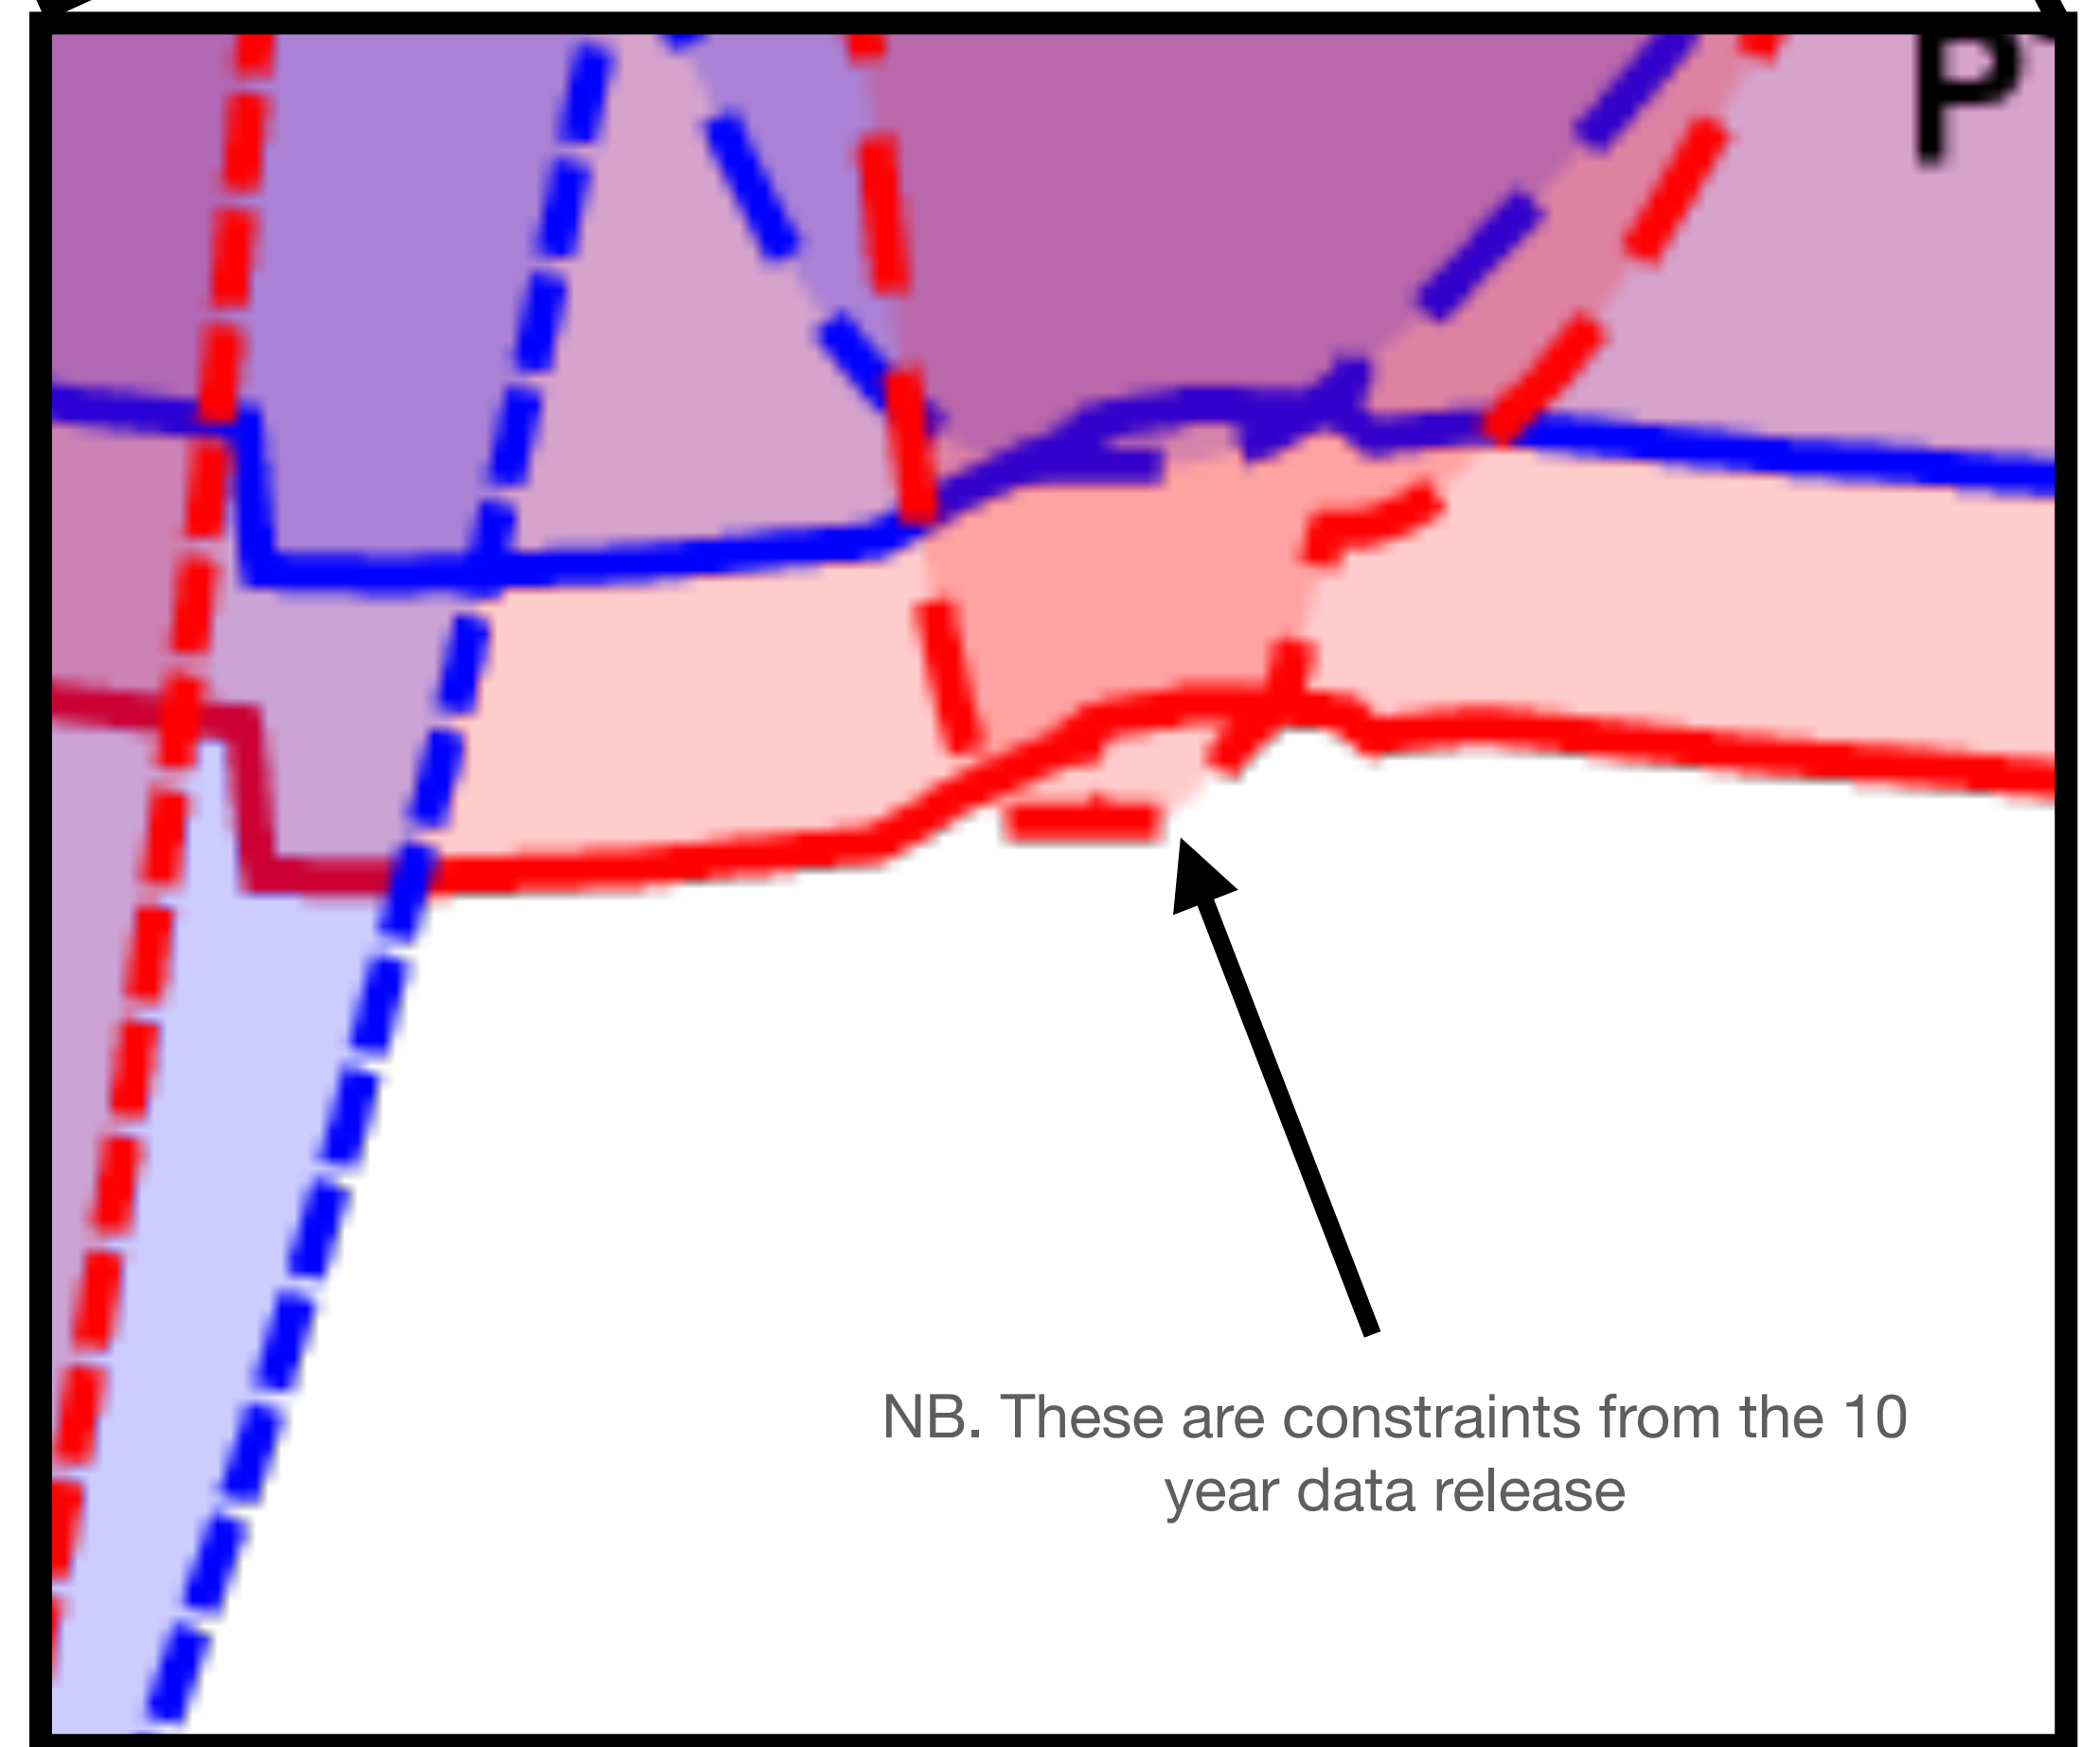 P
NB. These are constraints from the 10
year data release